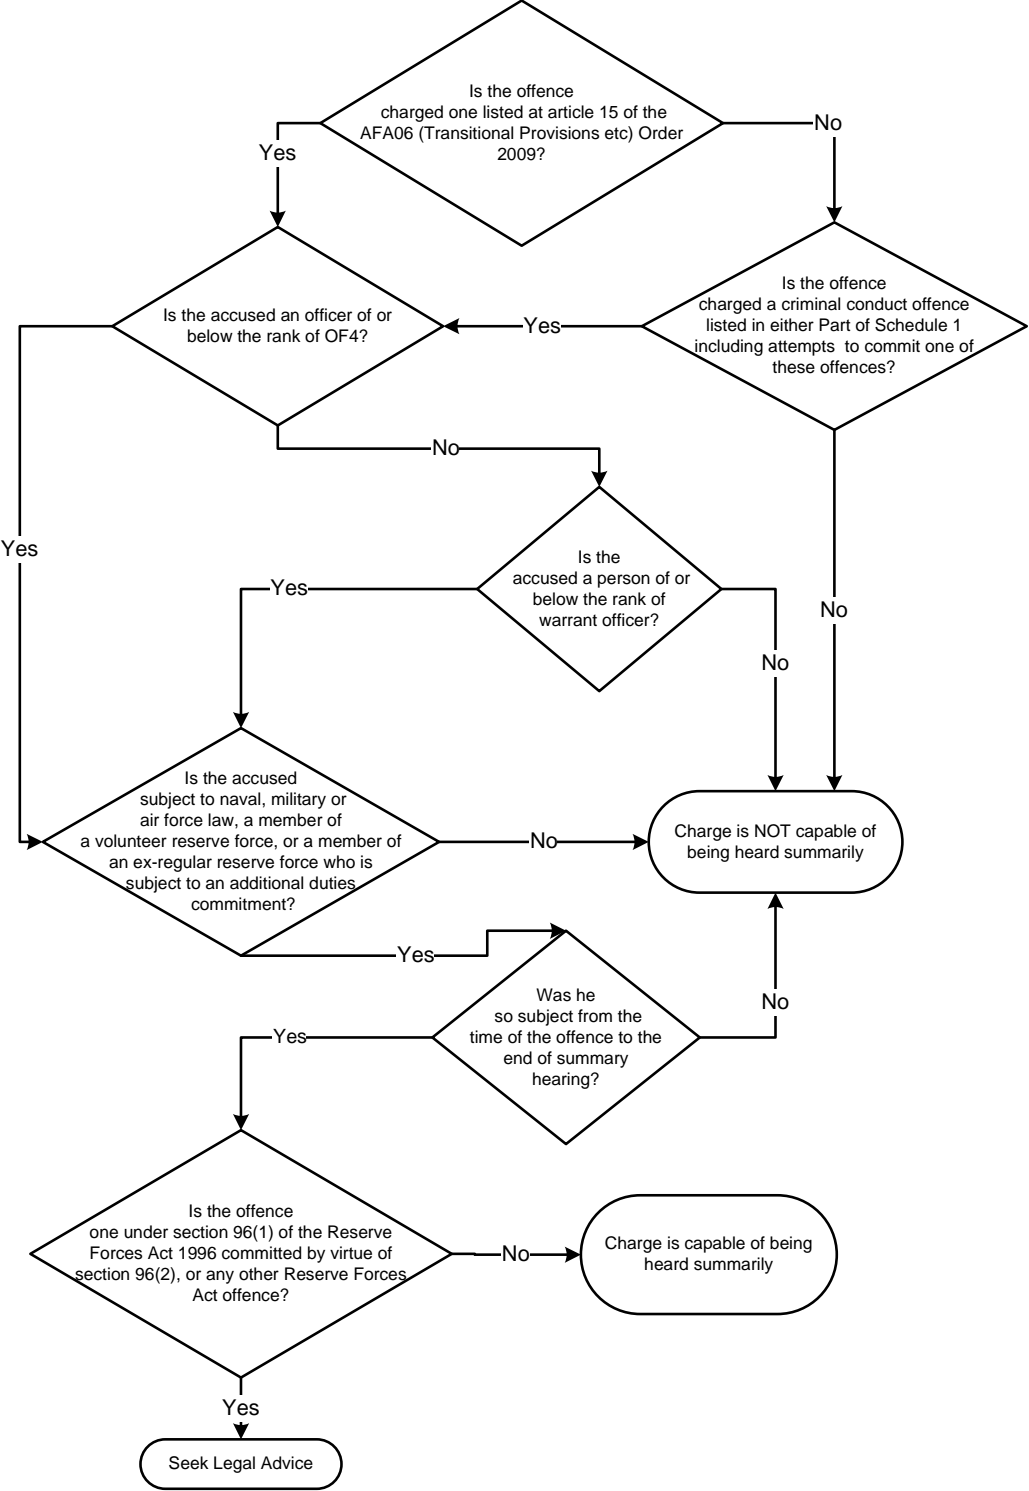 Is the offence
charged one listed at article 15 of the
AFA06 (Transitional Provisions etc) Order
2009?
No
Yes
Is the offence
charged a criminal conduct offence
listed in either Part of Schedule 1
including attempts to commit one of
these offences?
Is the accused an officer of or
below the rank of OF4?
Yes
No
Yes
Is the
accused a person of or
below the rank of
warrant officer?
Yes
No
No
Is the accused
subject to naval, military or
air force law, a member of
a volunteer reserve force, or a member of
an ex-regular reserve force who is
subject to an additional duties
commitment?
No
Charge is NOT capable of
being heard summarily
Yes
Was he
so subject from the
time of the offence to the
end of summary
hearing?
No
Yes
Is the offence
one under section 96(1) of the Reserve
Forces Act 1996 committed by virtue of
section 96(2), or any other Reserve Forces
Act offence?
No
Charge is capable of being
heard summarily
Yes
Seek Legal Advice